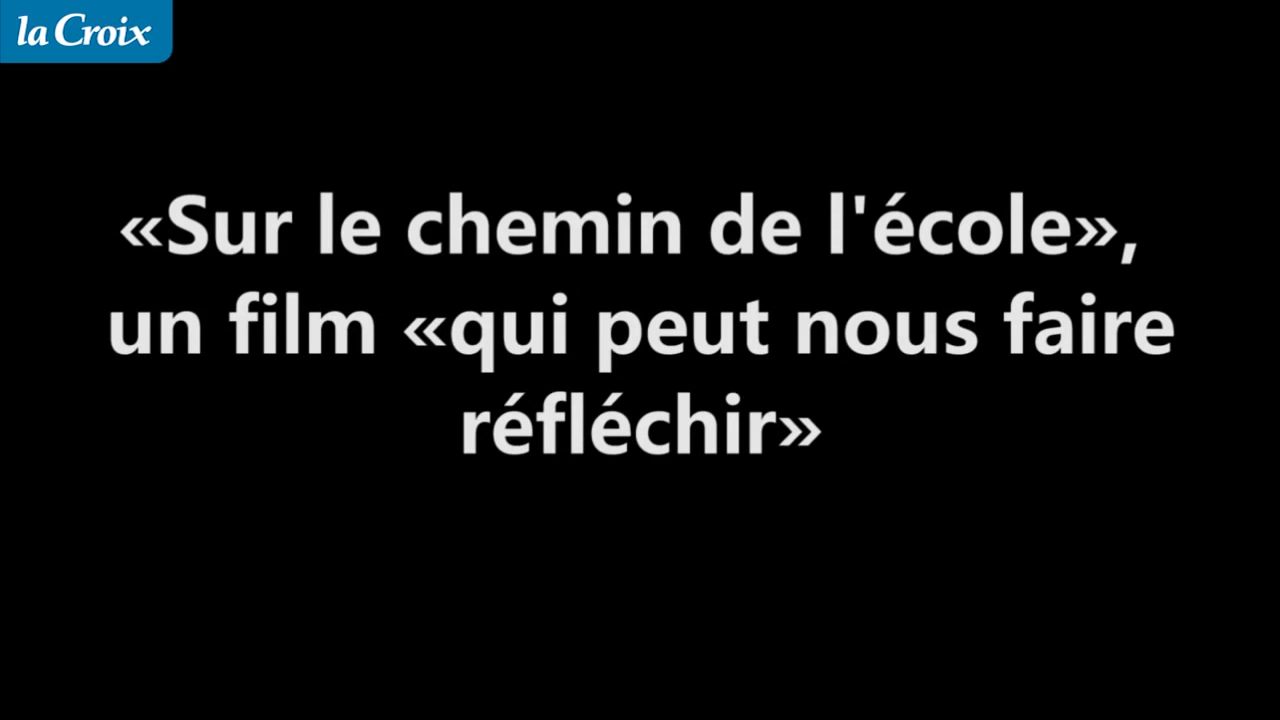 la Croix
«Sur le chemin de l'école»,
un film «qui peut nous faire
réfléchir»